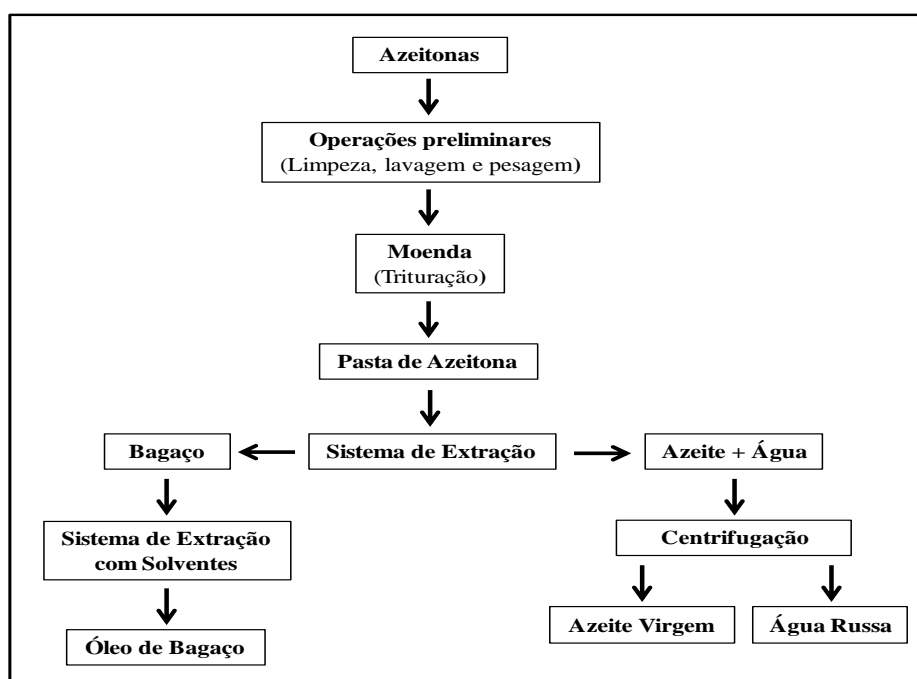 Azeitonas
Operações preliminares
(Limpeza, lavagem e pesagem)
Moenda
(Trituração)
Pasta de Azeitona
Bagaço
Sistema de Extração
Azeite + Água
Sistema de Extração
com Solventes
Centrifugação
Óleo de Bagaço
Azeite Virgem
Água Russa